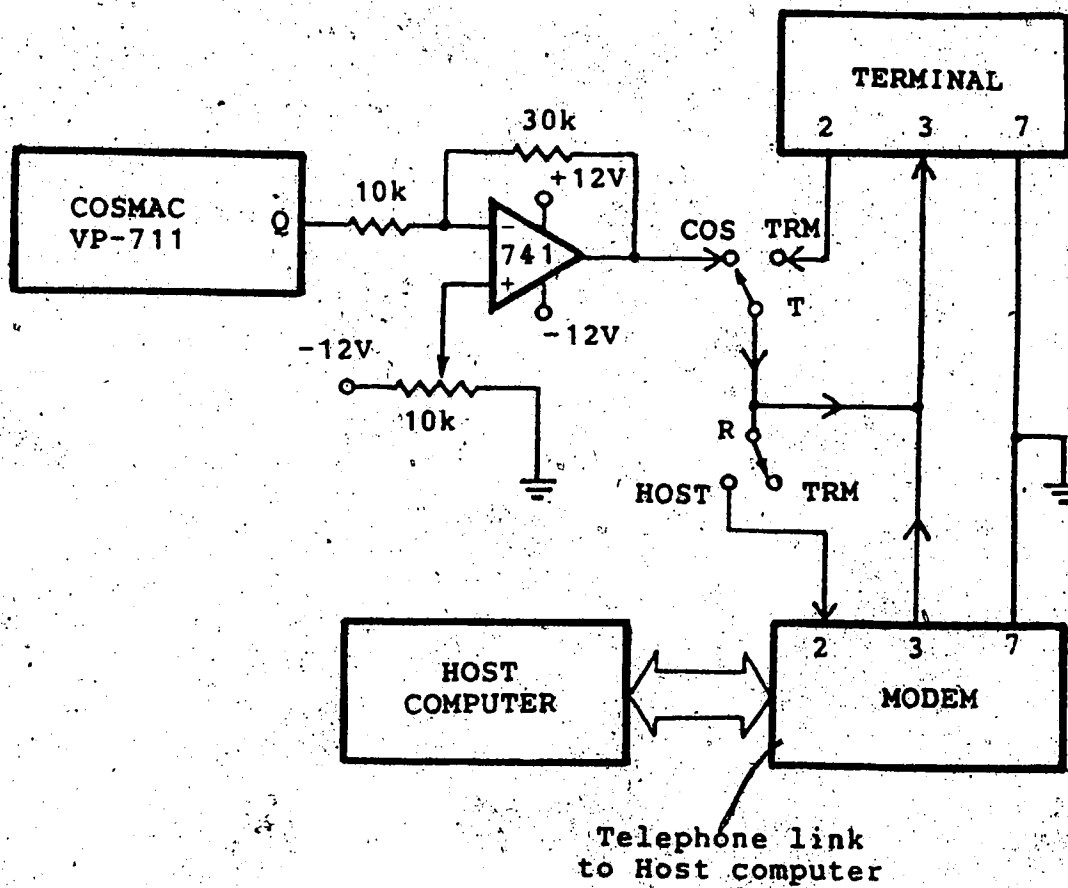 TERMINAL
2 3 7
30k
+12V
10k
COSMAC
VP-711
Q
-
741
+
COS TRM
T
-12V
-12V
10k
R
HOST TRM
2 3 7
HOST
COMPUTER
MODEM
Telephone link
to Host computer